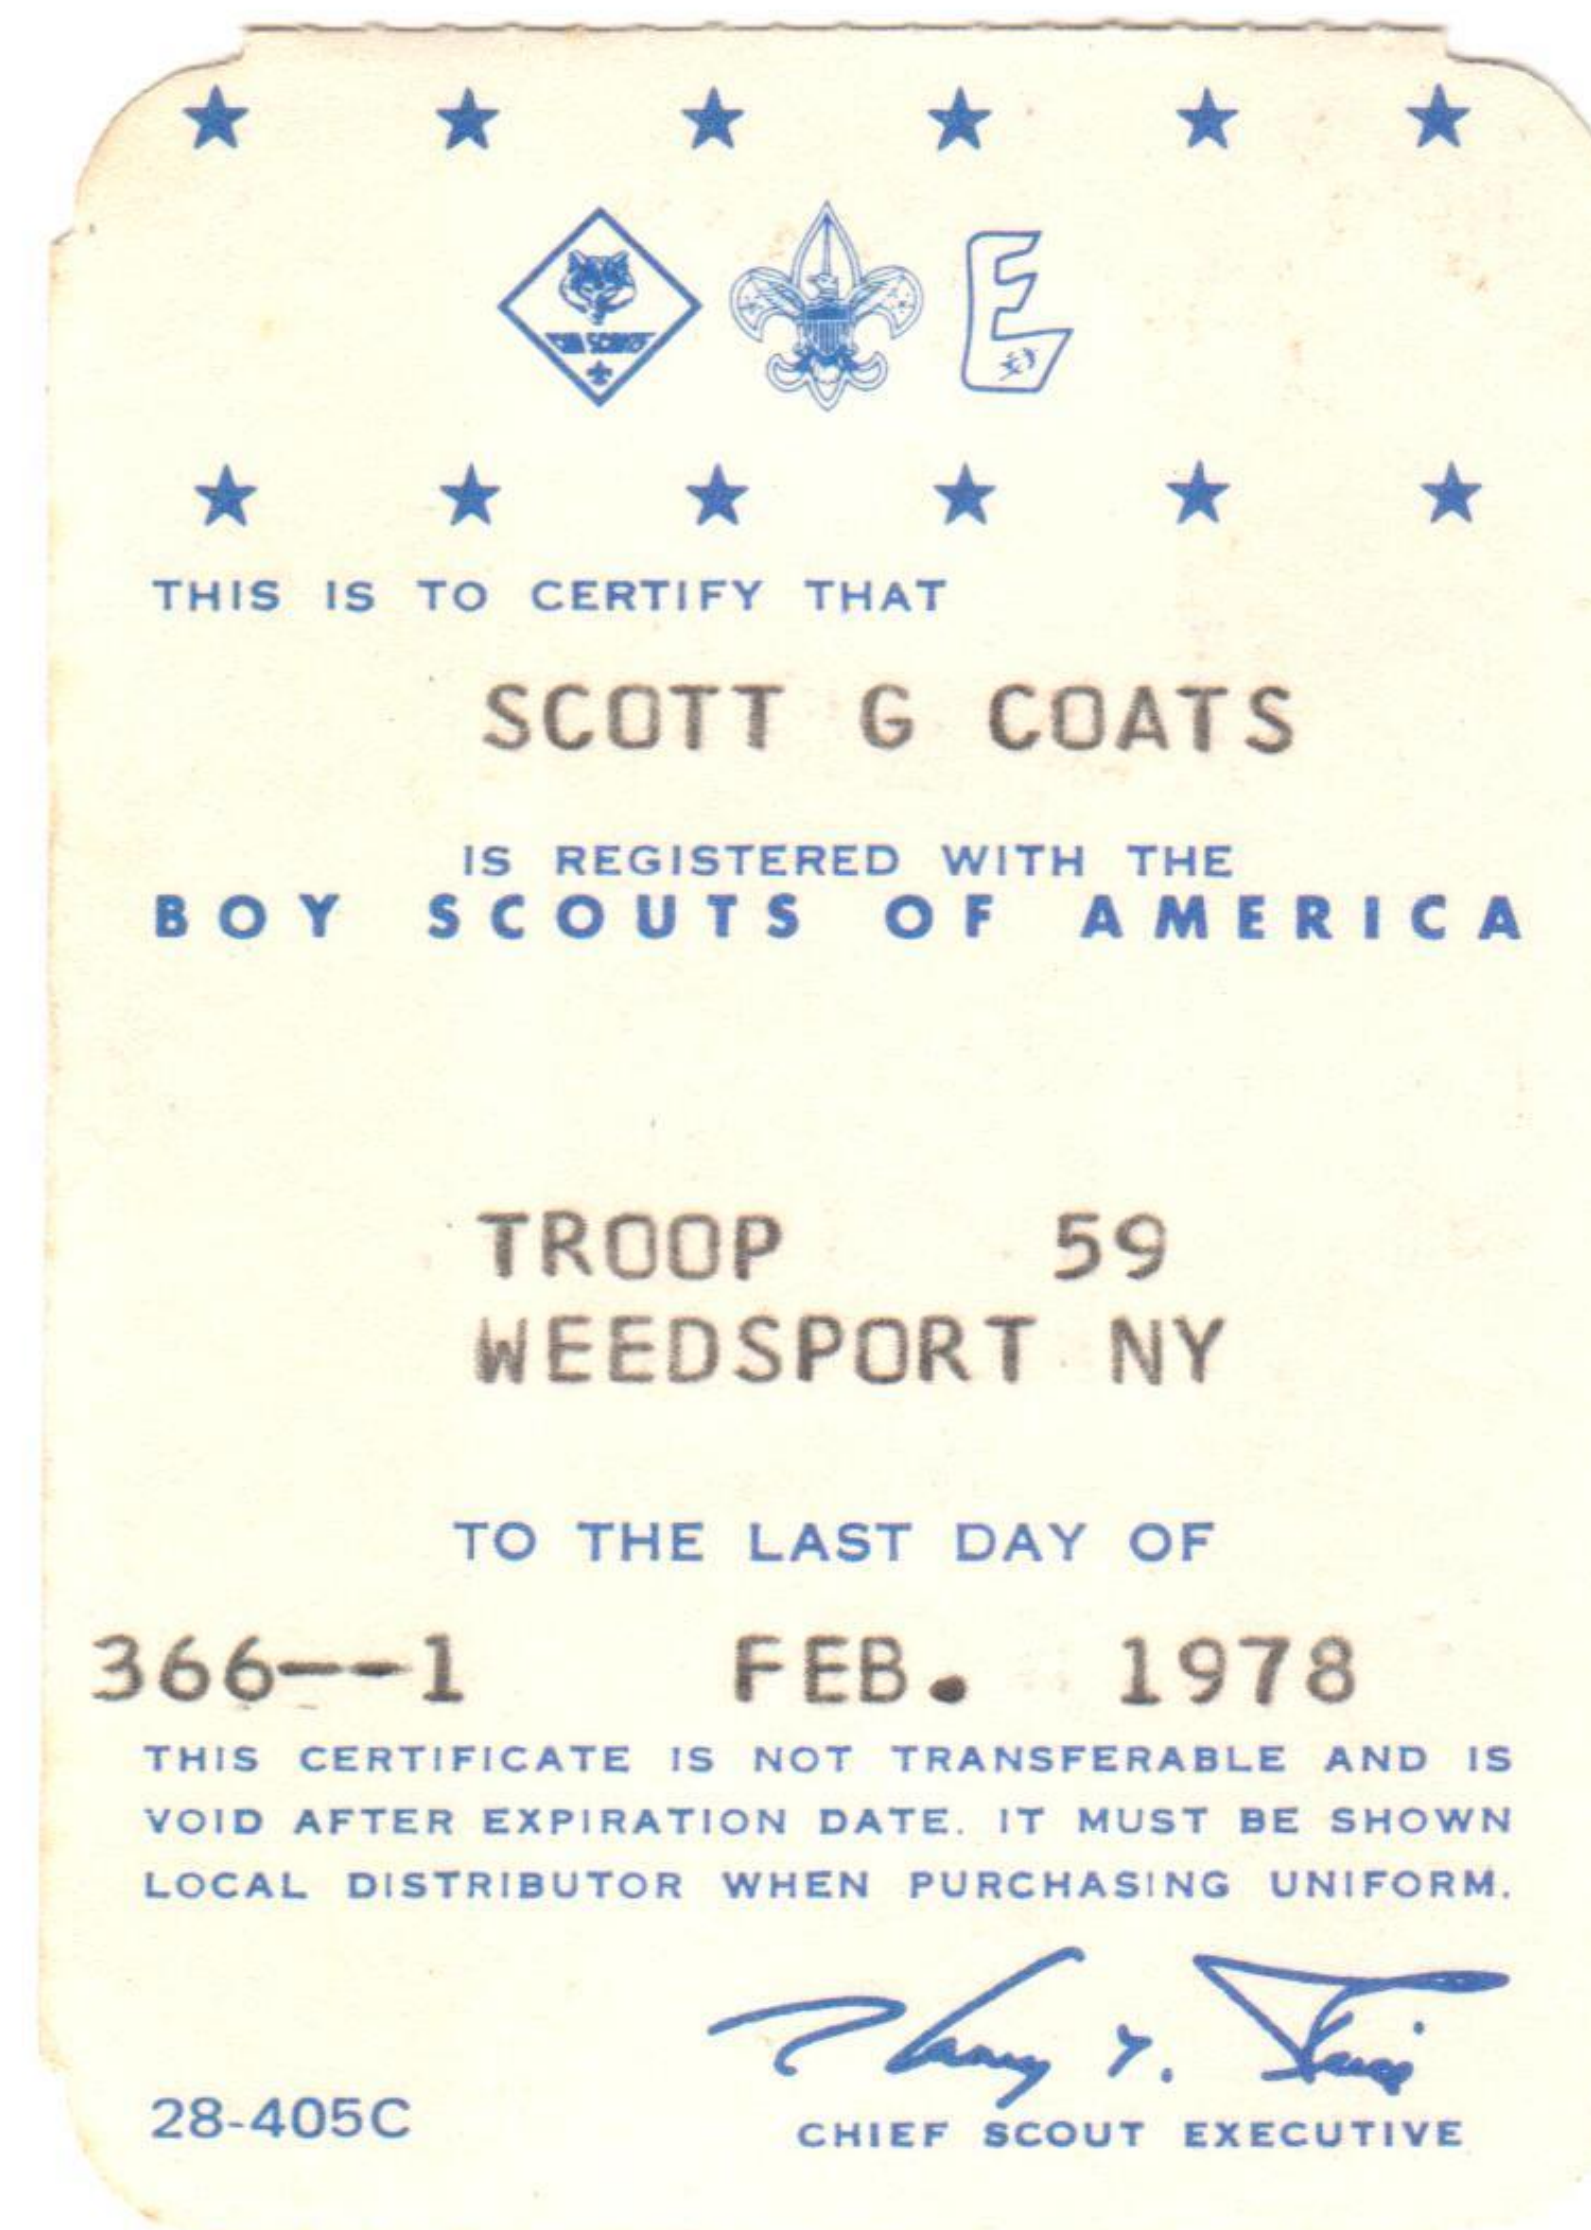 THIS IS TO CERTIFY THAT
SCOTT G COATS
IS REGISTERED WITH THE
BOY SCOUTS OF AMERICA
TROOP 59
WEEDSPORT NY
TO THE LAST DAY OF
366--1 FEB. 1978
THIS CERTIFICATE IS NOT TRANSFERABLE AND IS
VOID AFTER EXPIRATION DATE. IT MUST BE SHOWN
LOCAL DISTRIBUTOR WHEN PURCHASING UNIFORM.
28-405C
CHIEF SCOUT EXECUTIVE